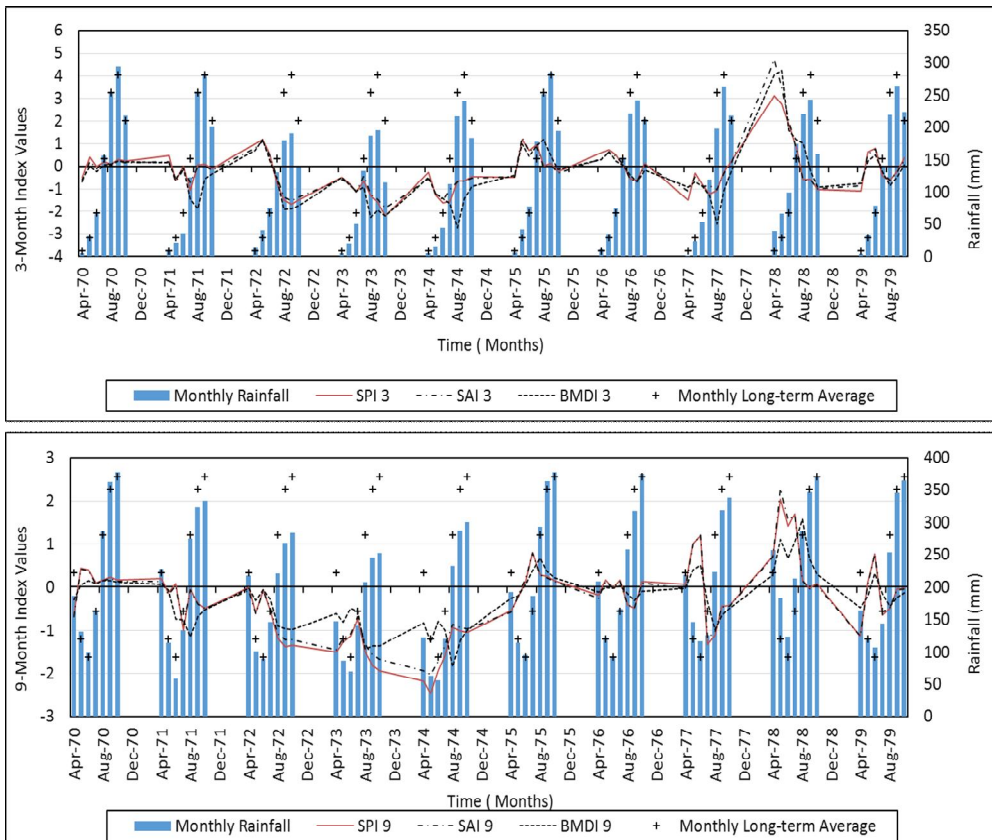 6
5
4
3
2
1
0
-1
-2
-3
-4
3-Month Index Values
350
300
250
200
150
100
50
0
Rainfall (mm)
Apr-70
Aug-70
Dec-70
Apr-71
Aug-71
Dec-71
Apr-72
Aug-72
Dec-72
Apr-73
Aug-73
Dec-73
Apr-74
Aug-74
Dec-74
Apr-75
Aug-75
Dec-75
Apr-76
Aug-76
Dec-76
Apr-77
Aug-77
Dec-77
Apr-78
Aug-78
Dec-78
Apr-79
Aug-79
Time ( Months)
Monthly Rainfall SPI 3 SAI 3 BMDI 3 + Monthly Long-term Average
3
2
1
0
-1
-2
-3
9-Month Index Values
400
350
300
250
200
150
100
50
0
Rainfall (mm)
Apr-70
Aug-70
Dec-70
Apr-71
Aug-71
Dec-71
Apr-72
Aug-72
Dec-72
Apr-73
Aug-73
Dec-73
Apr-74
Aug-74
Dec-74
Apr-75
Aug-75
Dec-75
Apr-76
Aug-76
Dec-76
Apr-77
Aug-77
Dec-77
Apr-78
Aug-78
Dec-78
Apr-79
Aug-79
Time ( Months)
Monthly Rainfall SPI 9 SAI 9 BMDI 9 + Monthly Long-term Average